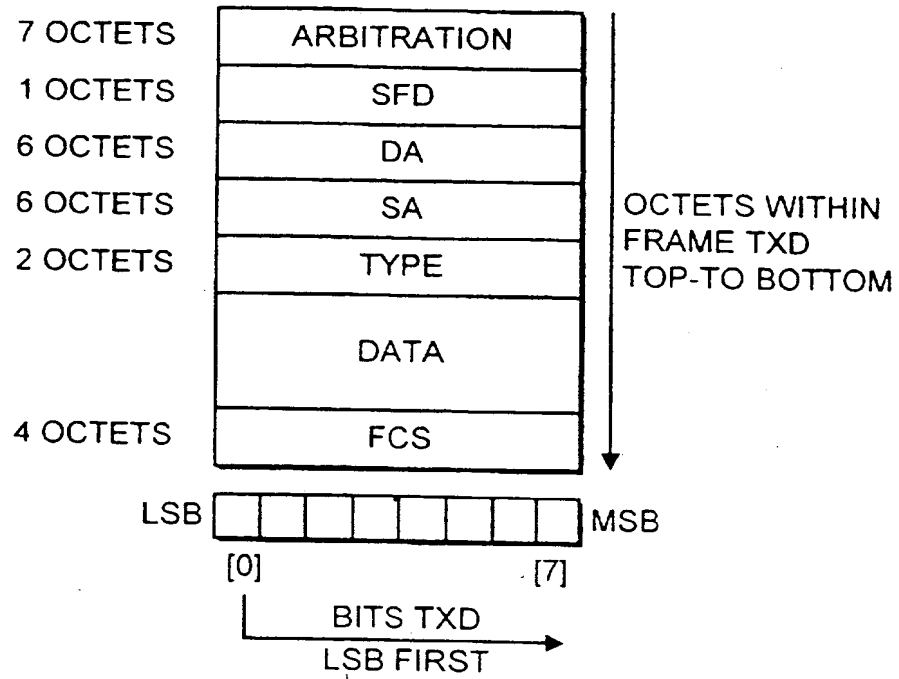 7 OCTETS ARBITRATION
1 OCTETS SFD
6 OCTETS DA
6 OCTETS SA
2 OCTETS TYPE
DATA
4 OCTETS FCS
OCTETS WITHIN
FRAME TXD
TOP-TO BOTTOM
LSB MSB
[0] [7]
BITS TXD
LSB FIRST